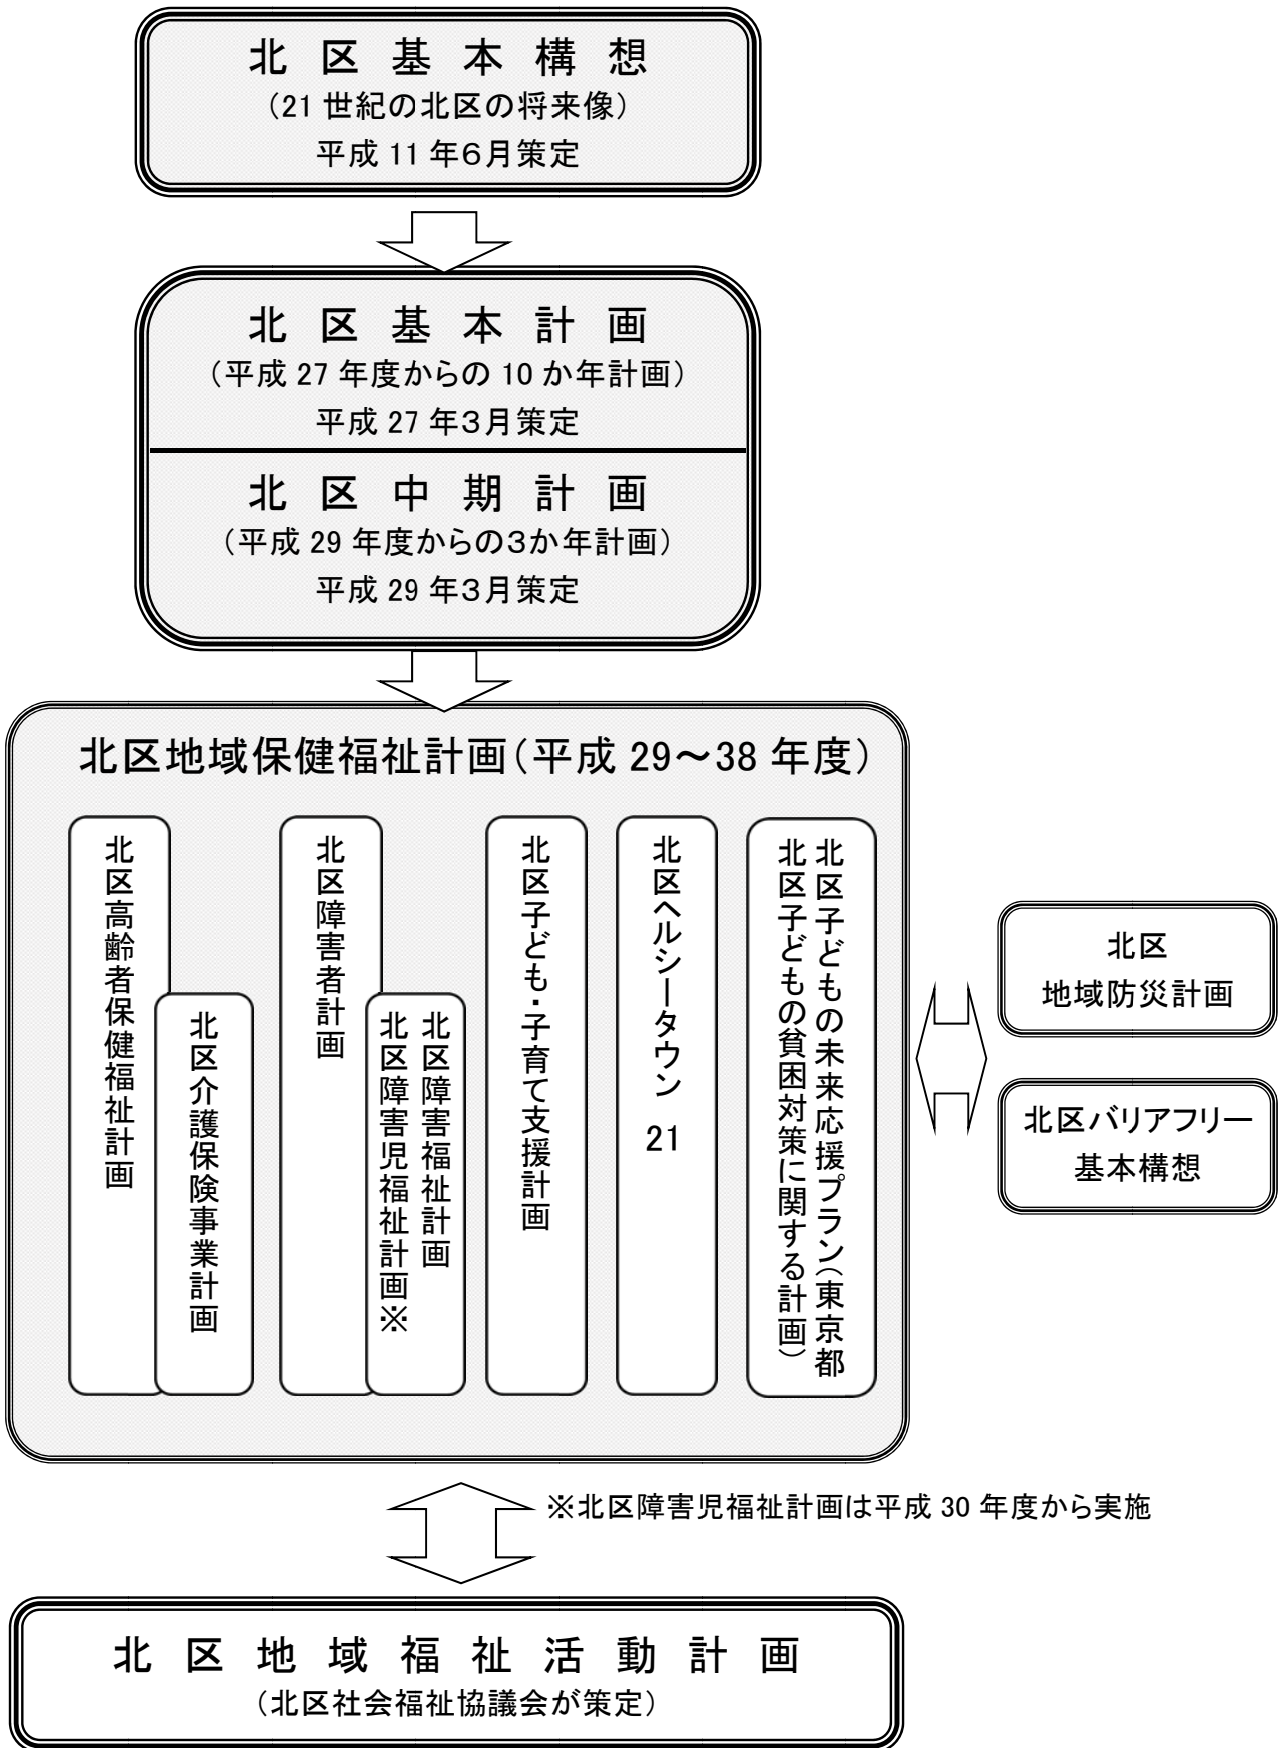 北区基本構想
（21 世紀の北区の将来像）
平成 11 年６月策定
北区基本計画
（平成 27 年度からの 10 か年計画）
平成 27 年３月策定
北区中期計画
（平成 29 年度からの３か年計画）
平成 29 年３月策定
北区地域保健福祉計画（平成 29～38 年度）
北区高齢者保健福祉計画
北区介護保険事業計画
北区障害者計画
北区障害福祉計画
北区障害児福祉計画※
北区子ども・子育て支援計画
北区ヘルシータウン 21
北区子どもの未来応援プラン（東京都
北区子どもの貧困対策に関する計画）
北区
地域防災計画
北区バリアフリー
基本構想
※北区障害児福祉計画は平成 30 年度から実施
北区地域福祉活動計画
（北区社会福祉協議会が策定）